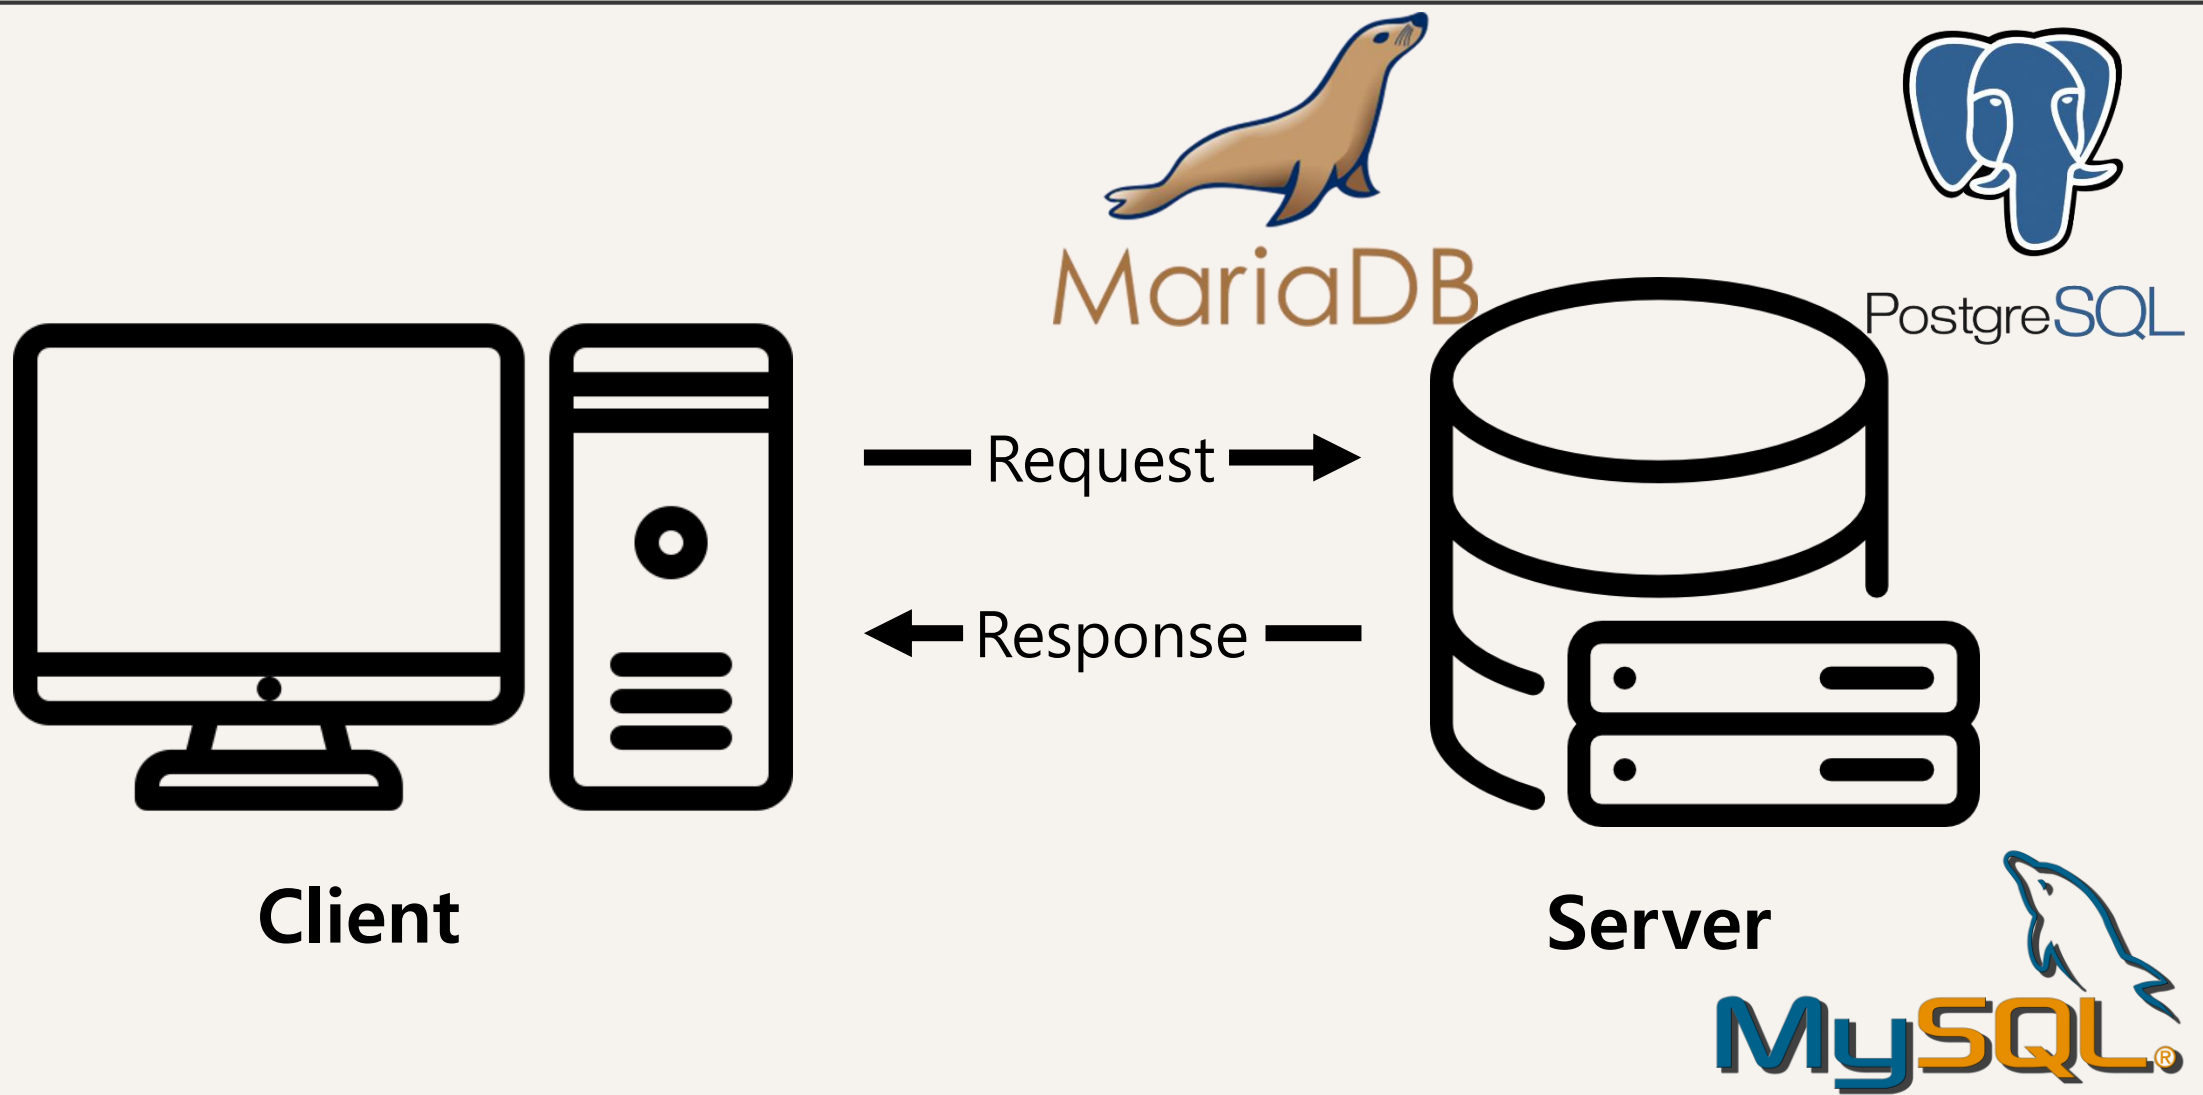 MariaDB
PostgreSQL
Request
Response
Client
Server
MySQL®